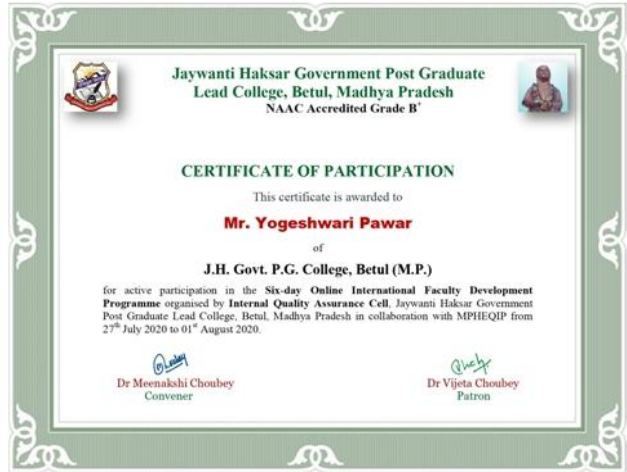 Jaywanti Haksar Government Post Graduate
Lead College, Betul, Madhya Pradesh
NAAC Accredited Grade B+
CERTIFICATE OF PARTICIPATION
This certificate is awarded to
Mr. Yogeshwari Pawar
of
J.H. Govt. P.G. College, Betul (M.P.)
for active participation in the Six-day Online International Faculty Development
Programme organised by Internal Quality Assurance Cell, Jaywanti Haksar Government
Post Graduate Lead College, Betul, Madhya Pradesh in collaboration with MPHEQIP from
27th July 2020 to 01st August 2020.
Dr Meenakshi Choubey
Convener
Dr Vijeta Choubey
Patron